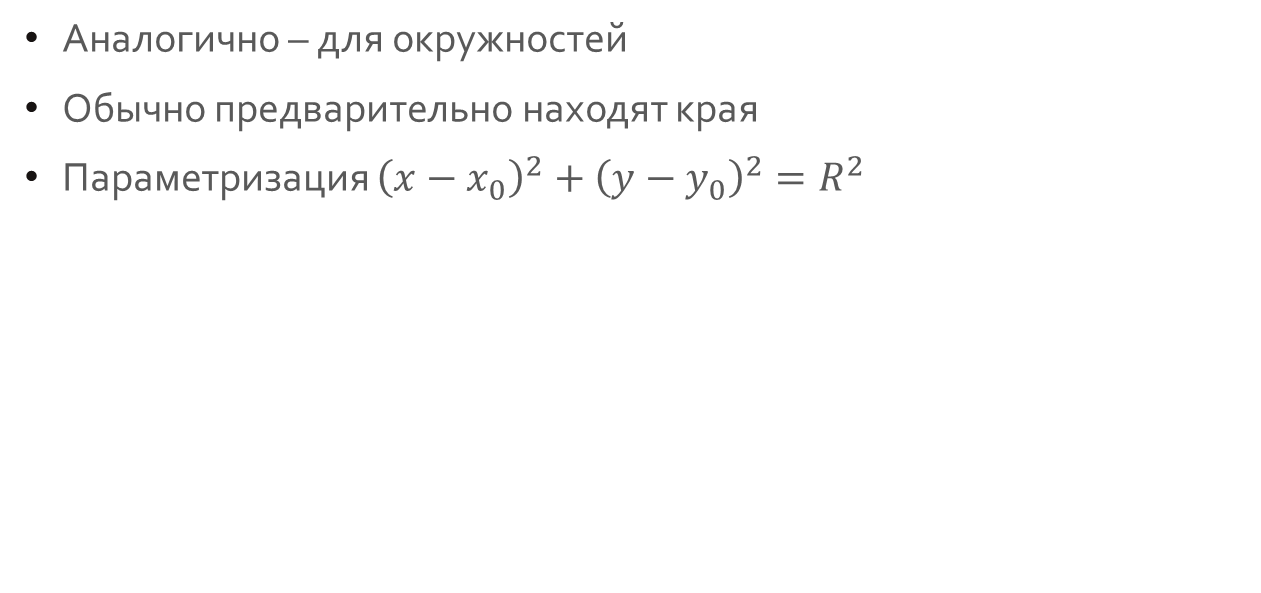 • Аналогично – для окружностей
• Обычно предварительно находят края
• Параметризация (x − x₀)² + (y − y₀)² = R²